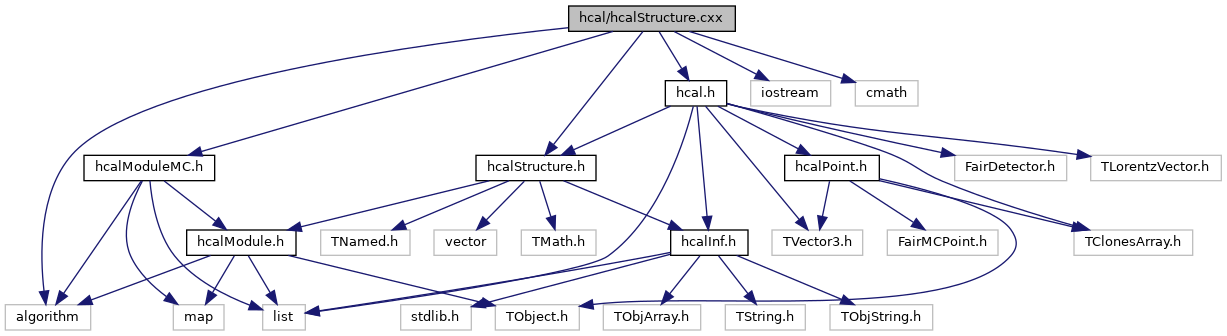 hcal/hcalStructure.cxx
hcal.h
iostream
cmath
hcalModuleMC.h
hcalStructure.h
hcalPoint.h
FairDetector.h
TLorentzVector.h
hcalModule.h
TNamed.h
vector
TMath.h
hcalInf.h
TVector3.h
FairMCPoint.h
TClonesArray.h
algorithm
map
list
stdlib.h
TObject.h
TObjArray.h
TString.h
TObjString.h